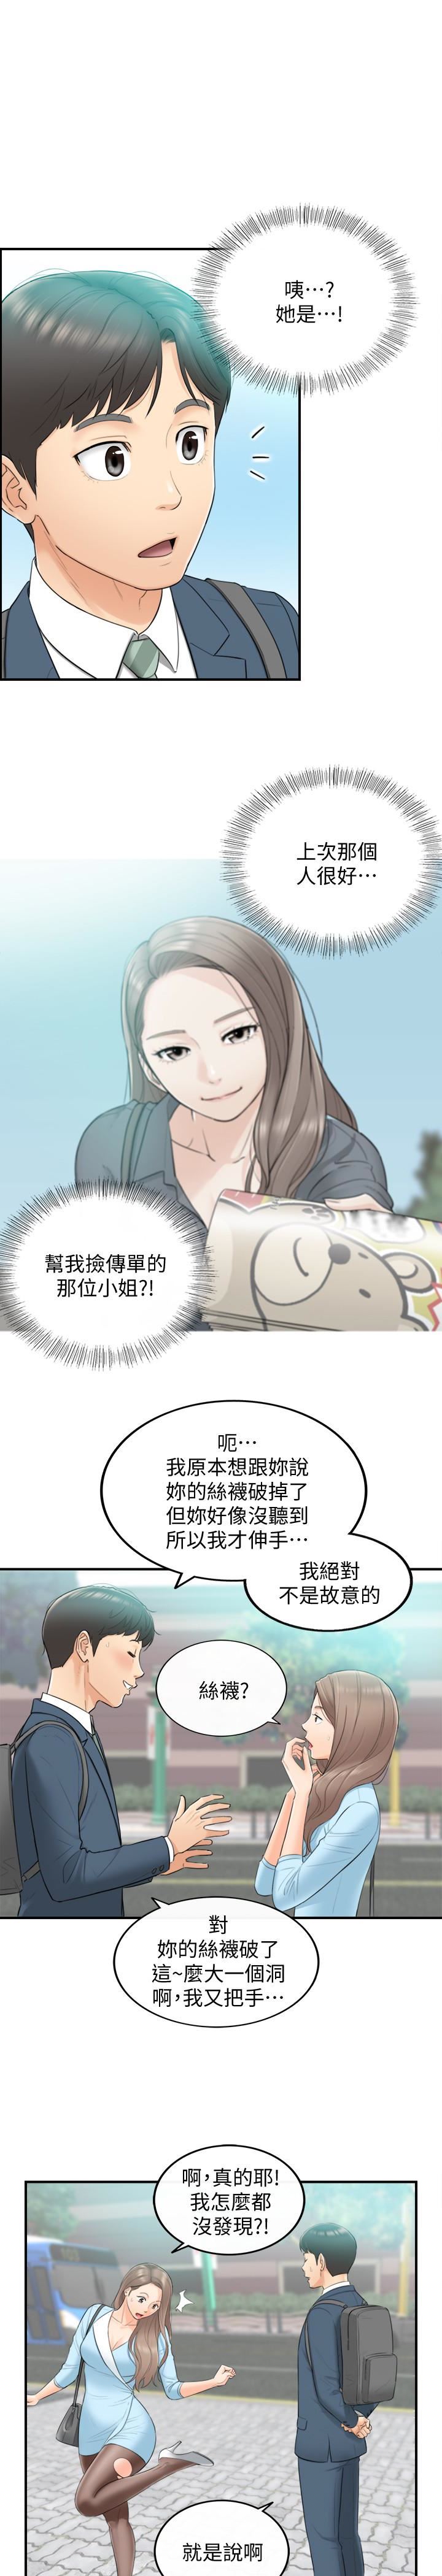 咦⋯?
她是⋯!
上次那個
人很好⋯
幫我撿傳單的
那位小姐?!
呃⋯
我原本想跟妳說
妳的絲襪破掉了
但妳好像沒聽到
所以我才伸手⋯
我絕對
不是故意的
絲襪?
對
妳的絲襪破了
這~麼大一個洞
啊,我又把手⋯
啊,真的耶!
我怎麼都
沒發現?!
就是說啊